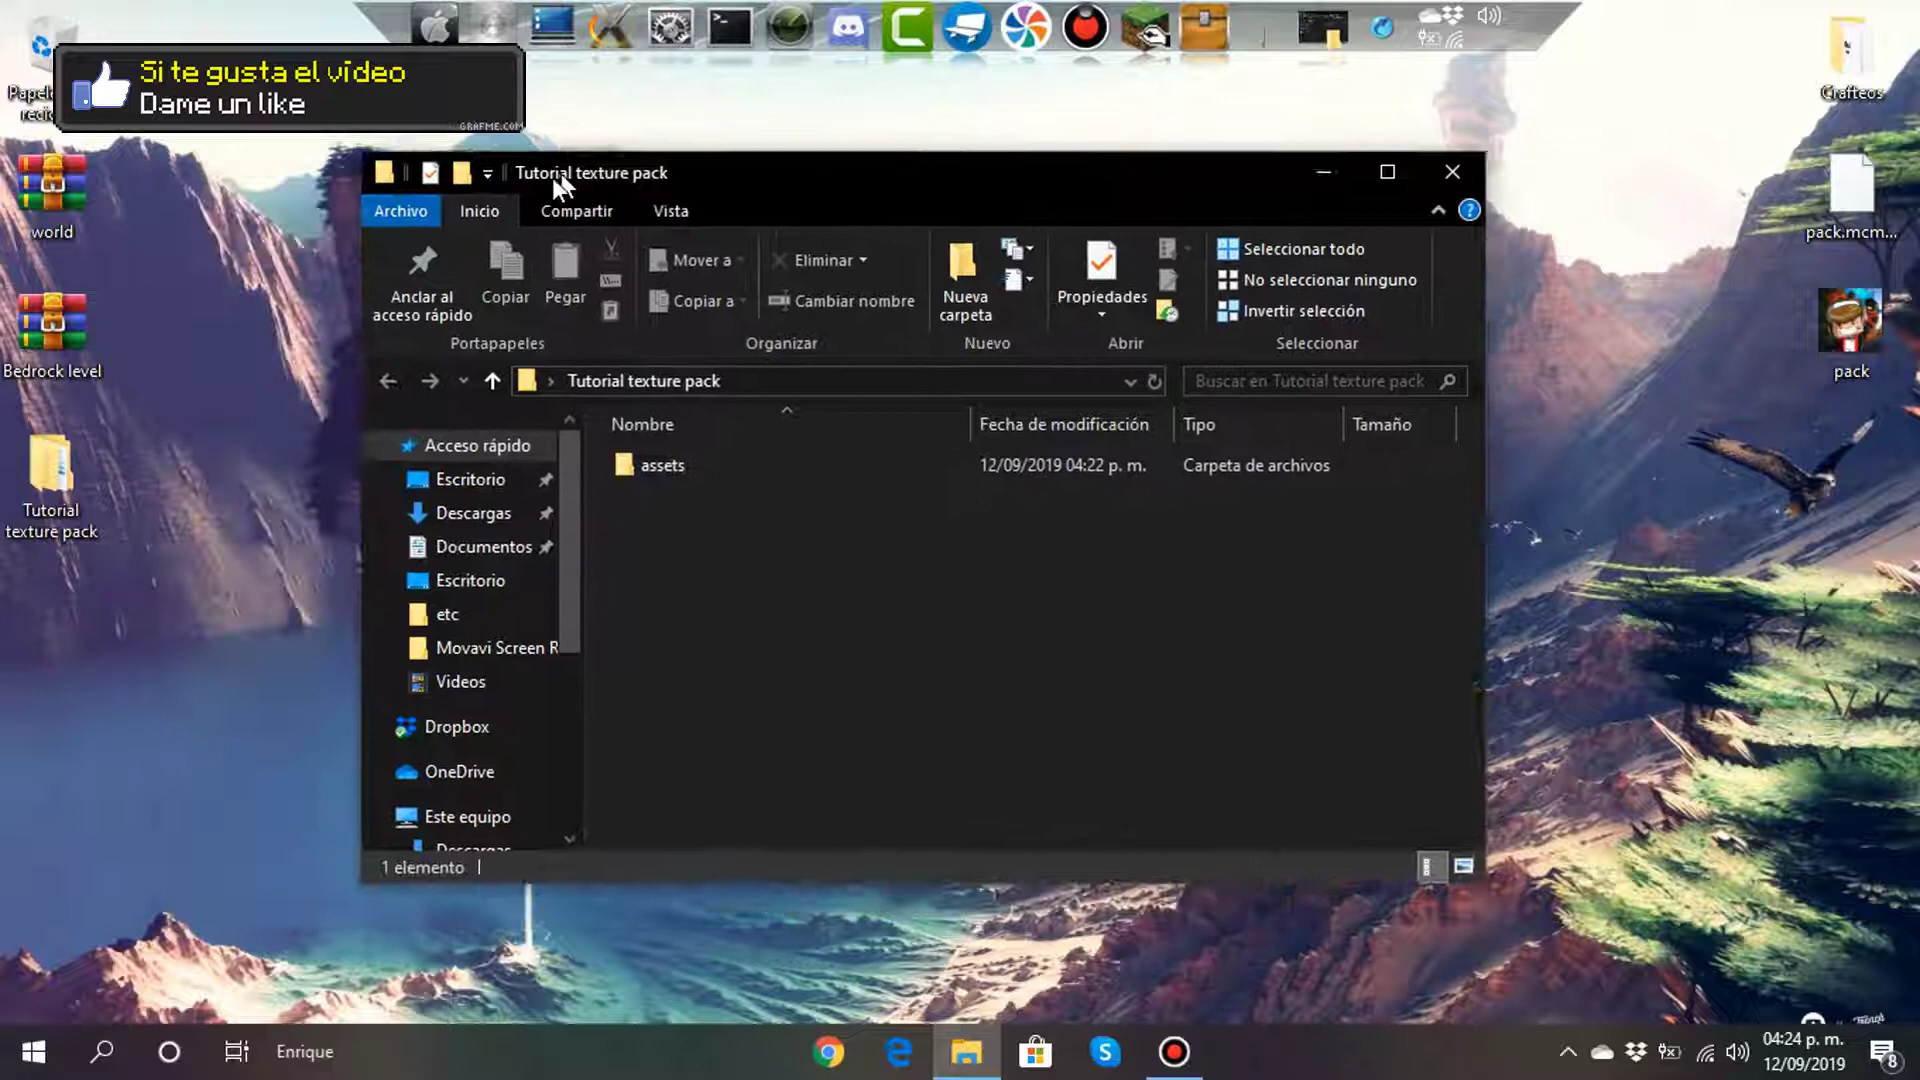 Si te gusta el vídeo
Dame un like
GRAFME.COM
world
Bedrock level
Tutorial
texture pack
Crafteos
pack.mcm...
pack
Tutorial texture pack
Archivo
Inicio
Compartir
Vista
Anclar al
acceso rápido
Copiar
Pegar
Mover a
Copiar a
Eliminar
Cambiar nombre
Nueva
carpeta
Propiedades
Seleccionar todo
No seleccionar ninguno
Invertir selección
Portapapeles
Organizar
Nuevo
Abrir
Seleccionar
Tutorial texture pack
Buscar en Tutorial texture pack
Nombre
Fecha de modificación
Tipo
Tamaño
assets
12/09/2019 04:22 p. m.
Carpeta de archivos
Acceso rápido
Escritorio
Descargas
Documentos
Escritorio
etc
Movavi Screen R
Videos
Dropbox
OneDrive
Este equipo
Descargas
1 elemento
Enrique
04:24 p. m.
12/09/2019
8